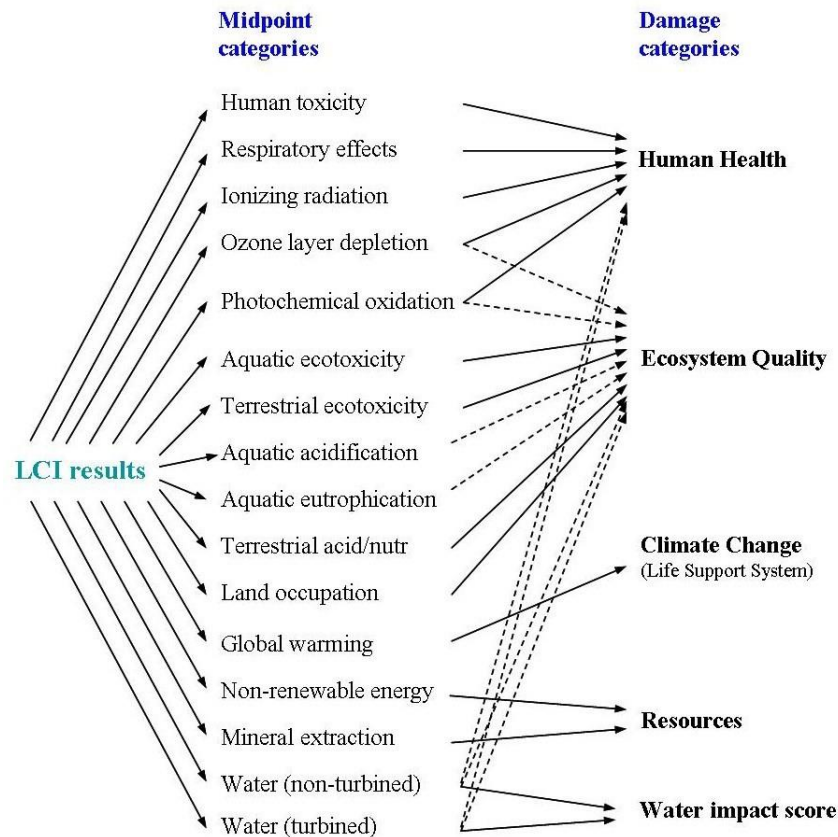 Midpoint
categories
Damage
categories
Human toxicity
Respiratory effects
Human Health
Ionizing radiation
Ozone layer depletion
Photochemical oxidation
Aquatic ecotoxicity
Ecosystem Quality
Terrestrial ecotoxicity
Aquatic acidification
LCI results
Aquatic eutrophication
Terrestrial acid/nutr
Climate Change
(Life Support System)
Land occupation
Global warming
Non-renewable energy
Resources
Mineral extraction
Water (non-turbined)
Water impact score
Water (turbined)